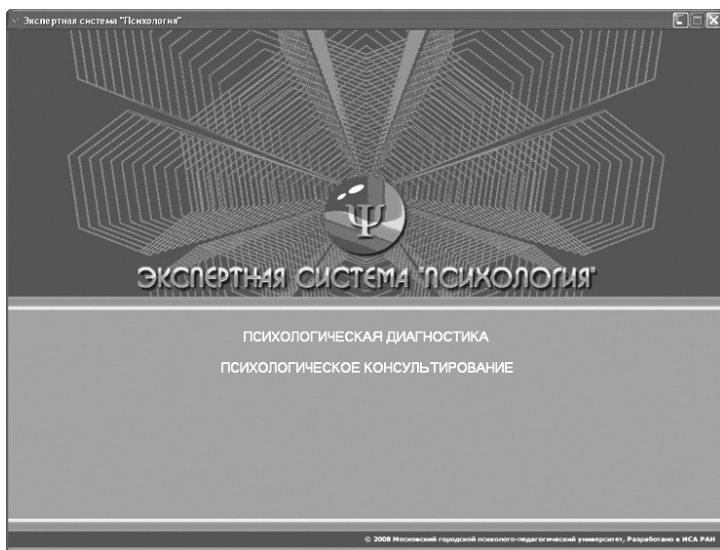 Экспертная система "Психология"
Ψ
ЭКСПЕРТНАЯ СИСТЕМА "ПСИХОЛОГИЯ"
ПСИХОЛОГИЧЕСКАЯ ДИАГНОСТИКА
ПСИХОЛОГИЧЕСКОЕ КОНСУЛЬТИРОВАНИЕ
© 2008 Московский городской психолого-педагогический университет, Разработано в ИСА РАН